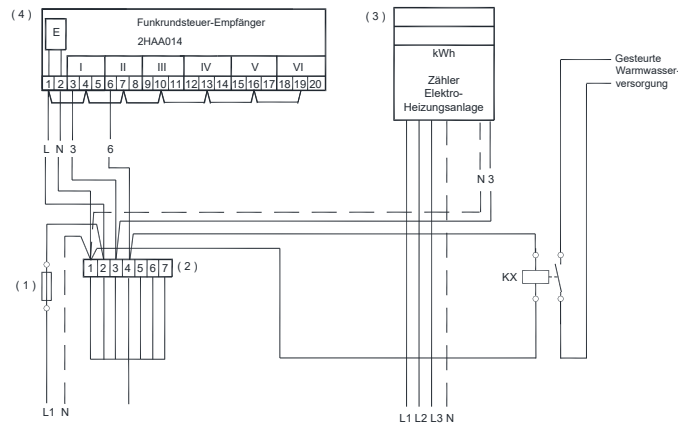 ( 4 )
Funkrundsteuer-Empfänger
E
2HAA014
I II III IV V VI
1 2 3 4 5 6 7 8 9 10 11 12 13 14 15 16 17 18 19 20
L N 3 6
( 3 )
kWh
Zähler
Elektro-
Heizungsanlage
Gesteurte
Warmwasser-
versorgung
N 3
1 2 3 4 5 6 7
( 2 )
( 1 )
KX
L1 N
L1 L2 L3 N